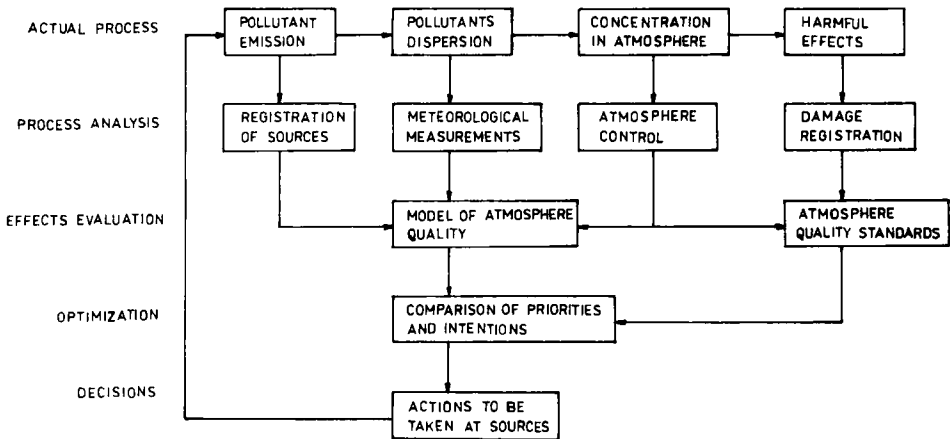 ACTUAL PROCESS
POLLUTANT
EMISSION
POLLUTANTS
DISPERSION
CONCENTRATION
IN ATMOSPHERE
HARMFUL
EFFECTS
PROCESS ANALYSIS
REGISTRATION
OF SOURCES
METEOROLOGICAL
MEASUREMENTS
ATMOSPHERE
CONTROL
DAMAGE
REGISTRATION
EFFECTS EVALUATION
MODEL OF ATMOSPHERE
QUALITY
ATMOSPHERE
QUALITY STANDARDS
OPTIMIZATION
COMPARISON OF PRIORITIES
AND INTENTIONS
DECISIONS
ACTIONS TO BE
TAKEN AT SOURCES